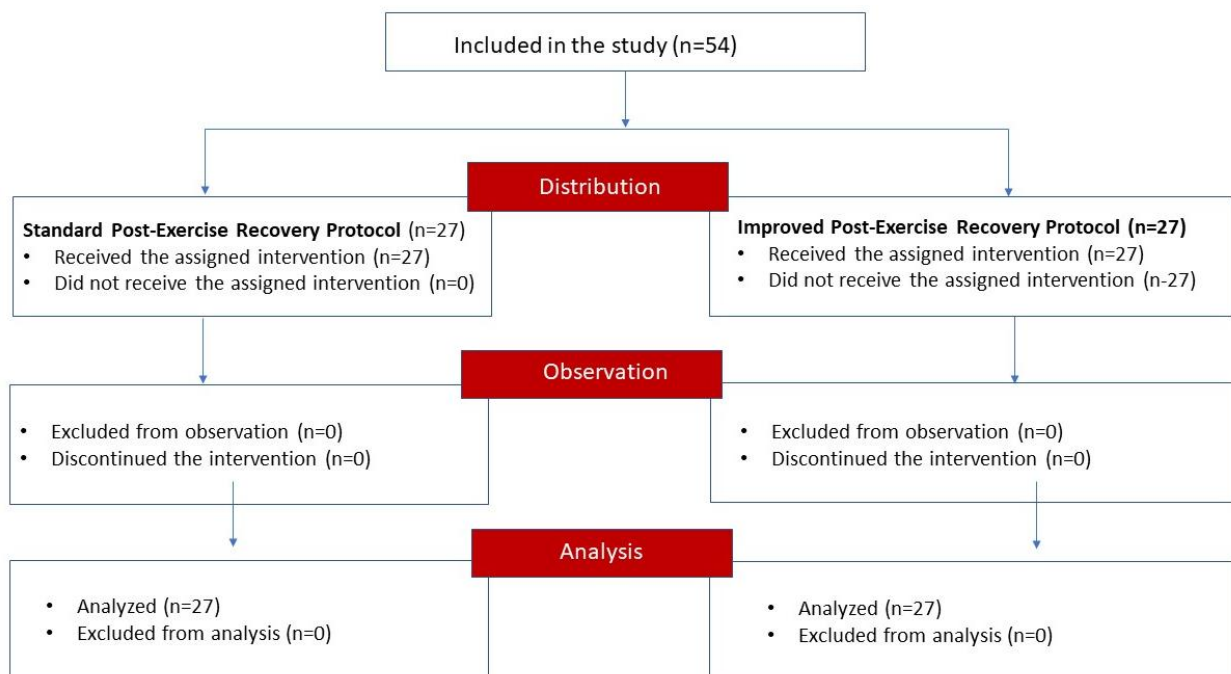 Included in the study (n=54)
Distribution
Standard Post-Exercise Recovery Protocol (n=27)
• Received the assigned intervention (n=27)
• Did not receive the assigned intervention (n=0)
Improved Post-Exercise Recovery Protocol (n=27)
• Received the assigned intervention (n=27)
• Did not receive the assigned intervention (n-27)
Observation
• Excluded from observation (n=0)
• Discontinued the intervention (n=0)
• Excluded from observation (n=0)
• Discontinued the intervention (n=0)
Analysis
• Analyzed (n=27)
• Excluded from analysis (n=0)
• Analyzed (n=27)
• Excluded from analysis (n=0)